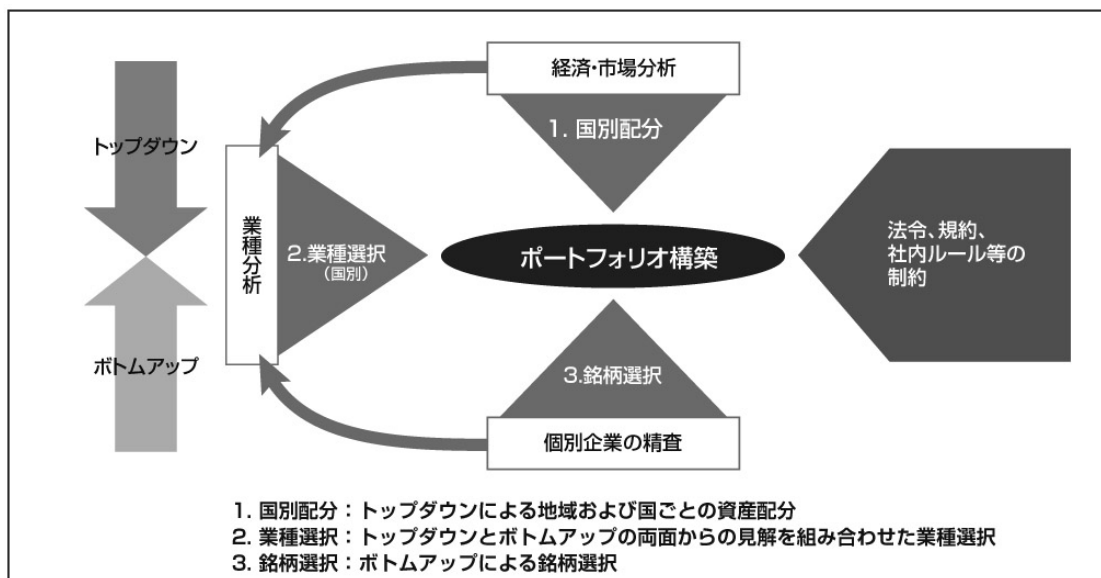 経済・市場分析
1. 国別配分
トップダウン
業種分析
2.業種選択
（国別）
ポートフォリオ構築
法令、規約、
社内ルール等の
制約
ボトムアップ
3.銘柄選択
個別企業の精査
1. 国別配分：トップダウンによる地域および国ごとの資産配分
2. 業種選択：トップダウンとボトムアップの両面からの見解を組み合わせた業種選択
3. 銘柄選択：ボトムアップによる銘柄選択